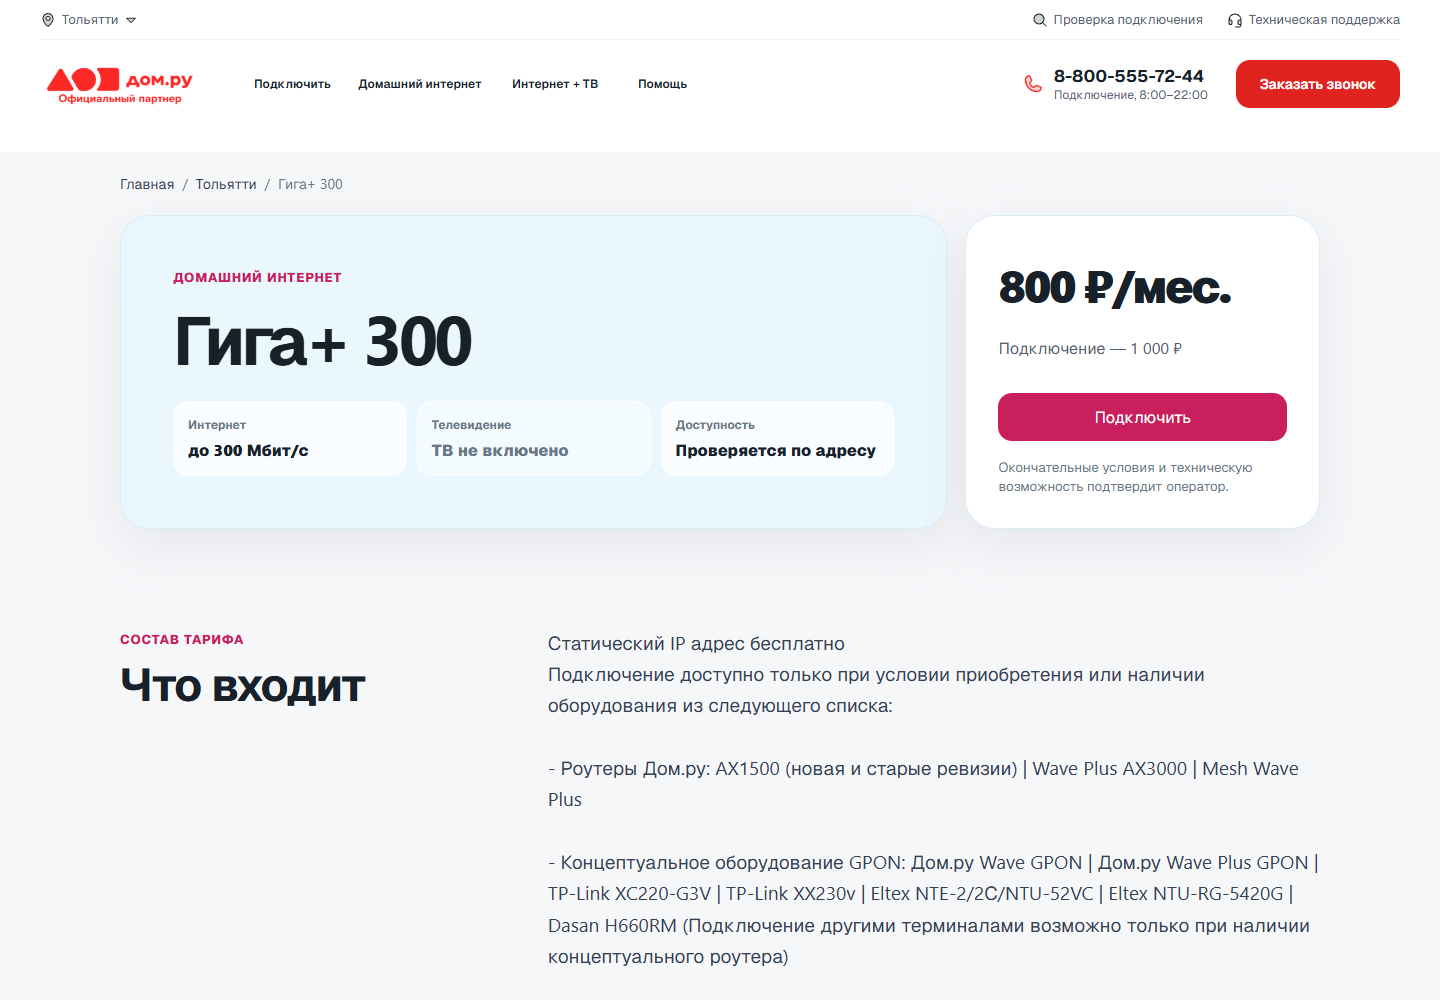 Тольятти
Проверка подключения
Техническая поддержка
дом.ру
Официальный партнер
Подключить
Домашний интернет
Интернет + ТВ
Помощь
8-800-555-72-44
Подключение, 8:00–22:00
Заказать звонок
Главная / Тольятти / Гига+ 300
ДОМАШНИЙ ИНТЕРНЕТ
Гига+ 300
Интернет
до 300 Мбит/с
Телевидение
ТВ не включено
Доступность
Проверяется по адресу
800 ₽/мес.
Подключение — 1 000 ₽
Подключить
Окончательные условия и техническую
возможность подтвердит оператор.
СОСТАВ ТАРИФА
Что входит
Статический IP адрес бесплатно
Подключение доступно только при условии приобретения или наличии
оборудования из следующего списка:
- Роутеры Дом.ру: AX1500 (новая и старые ревизии) | Wave Plus AX3000 | Mesh Wave
Plus
- Концептуальное оборудование GPON: Дом.ру Wave GPON | Дом.ру Wave Plus GPON |
TP-Link XC220-G3V | TP-Link XX230v | Eltex NTE-2/2С/NTU-52VC | Eltex NTU-RG-5420G |
Dasan H660RM (Подключение другими терминалами возможно только при наличии
концептуального роутера)